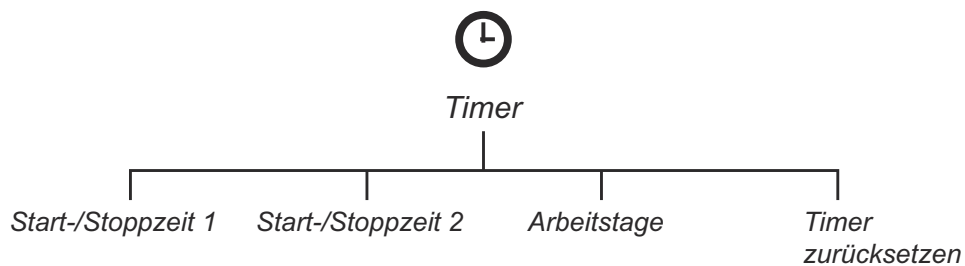 Timer
Start-/Stoppzeit 1
Start-/Stoppzeit 2
Arbeitstage
Timer
zurücksetzen